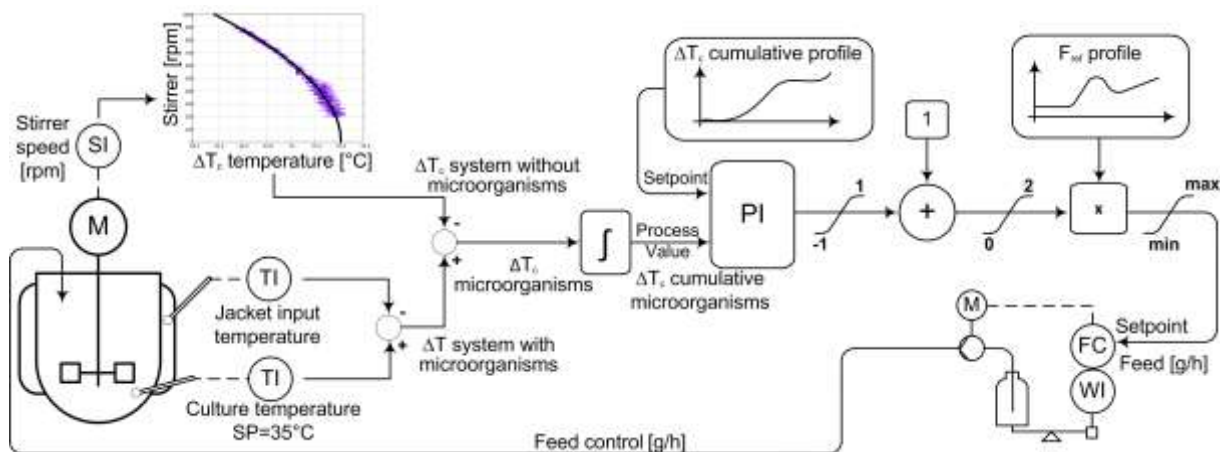 Stirrer
speed
[rpm]
SI
M
Stirrer [rpm]
ΔTc temperature [°C]
ΔTc cumulative profile
Fref profile
1
ΔTc system without
microorganisms
Setpoint
PI
1
-1
+
2
0
x
max
min
-
+
∫
Process
Value
ΔTc
microorganisms
ΔTc cumulative
microorganisms
TI
Jacket input
temperature
-
+
ΔT system with
microorganisms
TI
Culture temperature
SP=35°C
M
Setpoint
FC
Feed [g/h]
WI
Feed control [g/h]